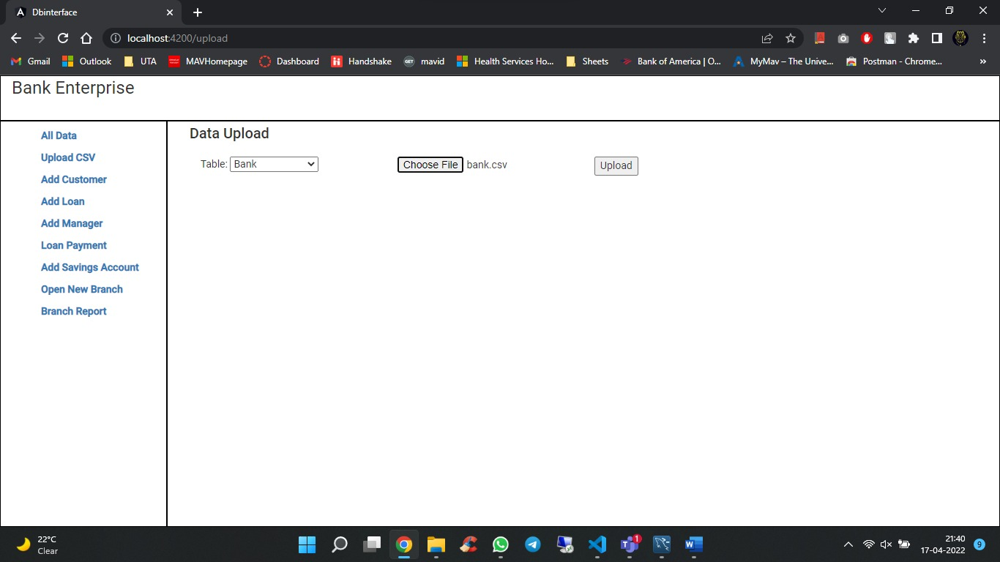 Dbinterface
localhost:4200/upload
Gmail Outlook UTA MAVHomepage Dashboard Handshake GET mavid Health Services Ho... Sheets Bank of America | O... MyMav – The Unive... Postman - Chrome... »
Bank Enterprise
All Data
Upload CSV
Add Customer
Add Loan
Add Manager
Loan Payment
Add Savings Account
Open New Branch
Branch Report
Data Upload
Table: Bank Choose File bank.csv Upload
22°C
Clear
1
21:40
17-04-2022
9